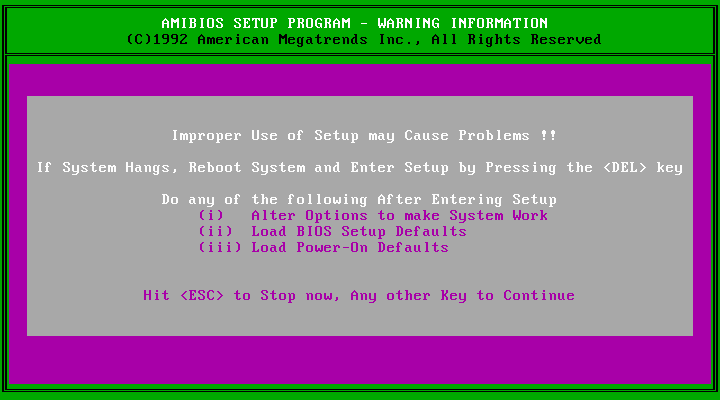 AMIBIOS SETUP PROGRAM - WARNING INFORMATION
(C)1992 American Megatrends Inc., All Rights Reserved
Improper Use of Setup may Cause Problems !!
If System Hangs, Reboot System and Enter Setup by Pressing the <DEL> key
Do any of the following After Entering Setup
(i) Alter Options to make System Work
(ii) Load BIOS Setup Defaults
(iii) Load Power-On Defaults
Hit <ESC> to Stop now, Any other Key to Continue